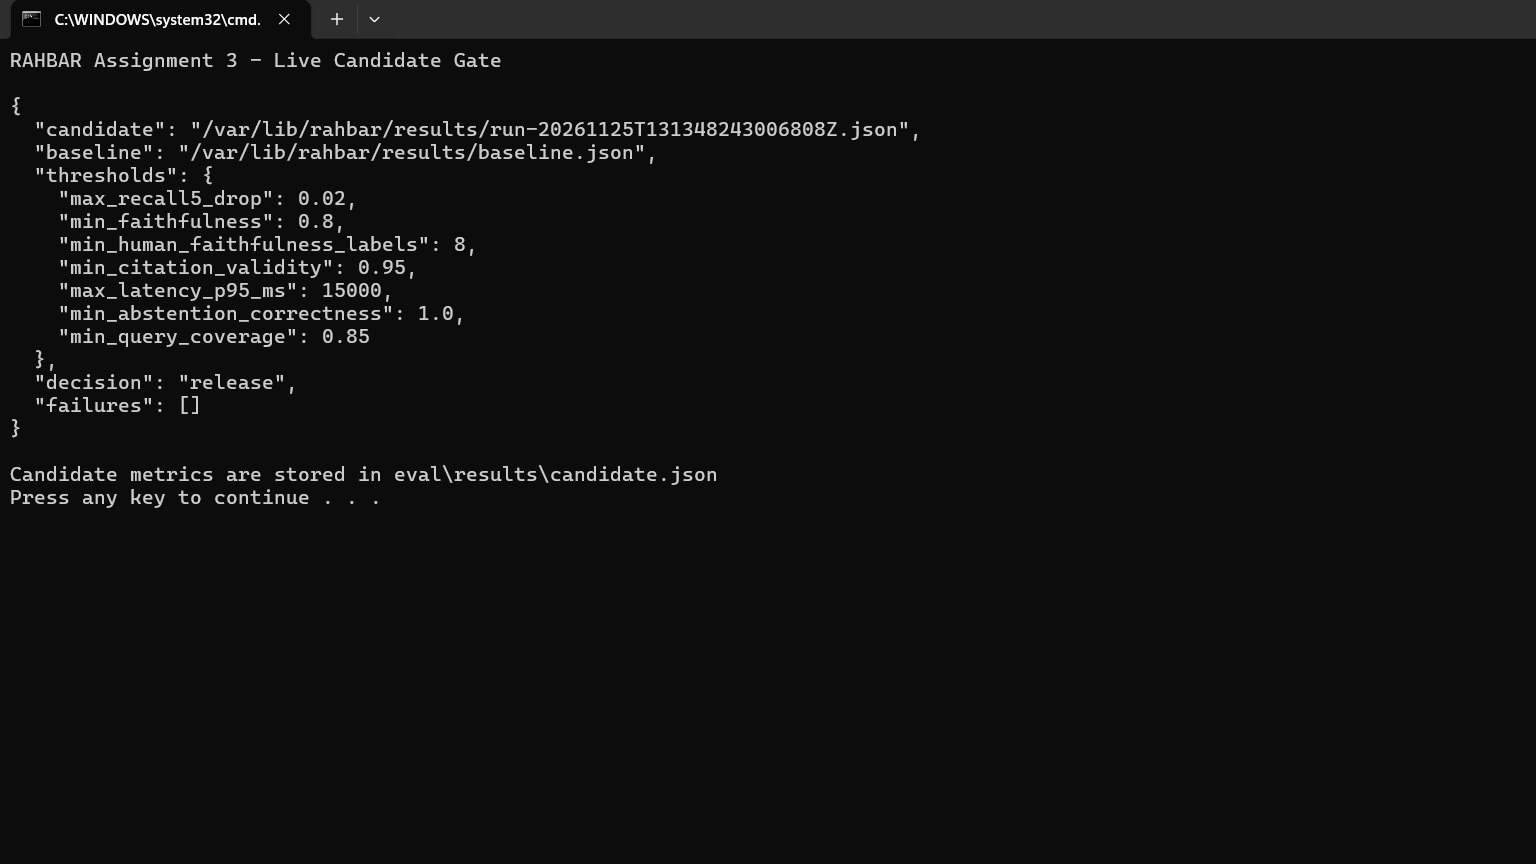 C:\WINDOWS\system32\cmd.
RAHBAR Assignment 3 - Live Candidate Gate
{
  "candidate": "/var/lib/rahbar/results/run-20261125T1313482430068​08Z.json",
  "baseline": "/var/lib/rahbar/results/baseline.json",
  "thresholds": {
    "max_recall5_drop": 0.02,
    "min_faithfulness": 0.8,
    "min_human_faithfulness_labels": 8,
    "min_citation_validity": 0.95,
    "max_latency_p95_ms": 15000,
    "min_abstention_correctness": 1.0,
    "min_query_coverage": 0.85
  },
  "decision": "release",
  "failures": []
}
Candidate metrics are stored in eval\results\candidate.json
Press any key to continue . . .